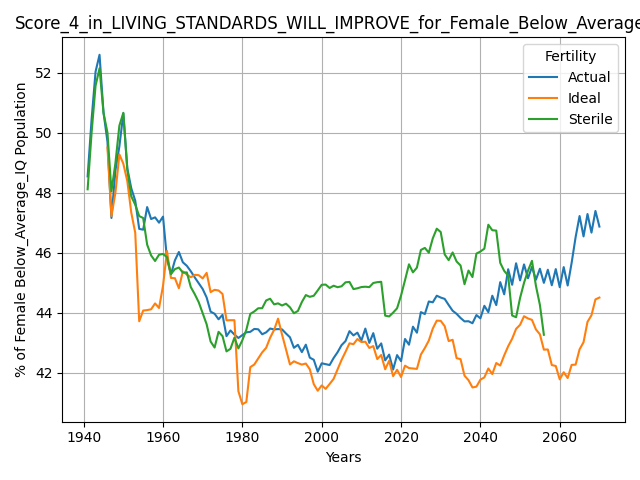 Score_4_in_LIVING_STANDARDS_WILL_IMPROVE_for_Female_Below_Average
Fertility
Actual
Ideal
Sterile
% of Female Below_Average_IQ Population
52
50
48
46
44
42
1940 1960 1980 2000 2020 2040 2060
Years